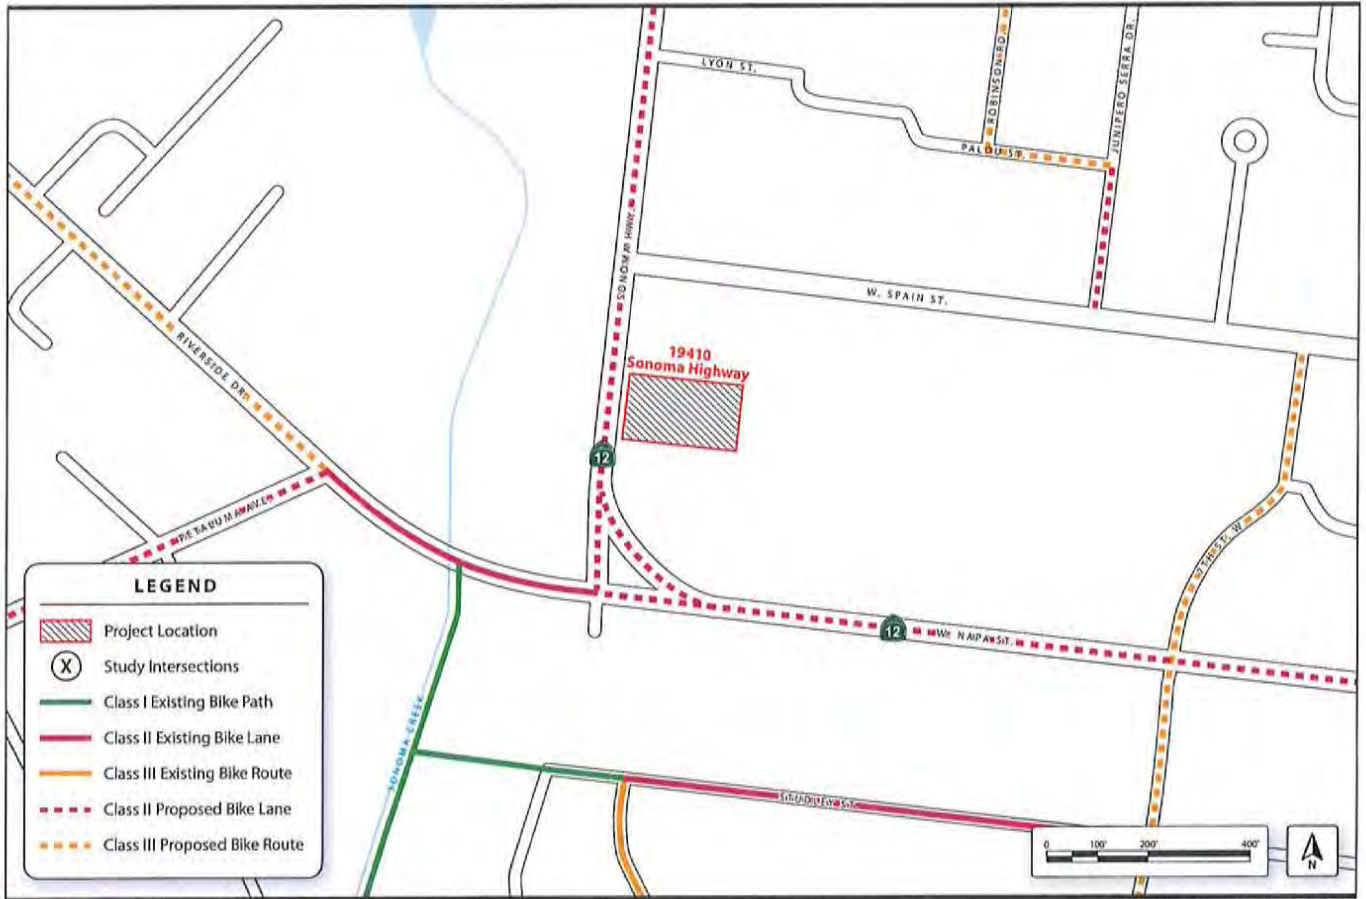 LYON ST.
ROBINSON RD.
JUNIPERO SERRA DR.
PALOU ST.
SONOMA HWY.
W. SPAIN ST.
19410
Sonoma Highway
RIVERSIDE DR.
12
PETALUMA AVE.
7TH ST. W
12
W. NAPA ST.
SONOMA CREEK
STUDLEY ST.
LEGEND
Project Location
X Study Intersections
Class I Existing Bike Path
Class II Existing Bike Lane
Class III Existing Bike Route
Class II Proposed Bike Lane
Class III Proposed Bike Route
0 100' 200' 400'
N